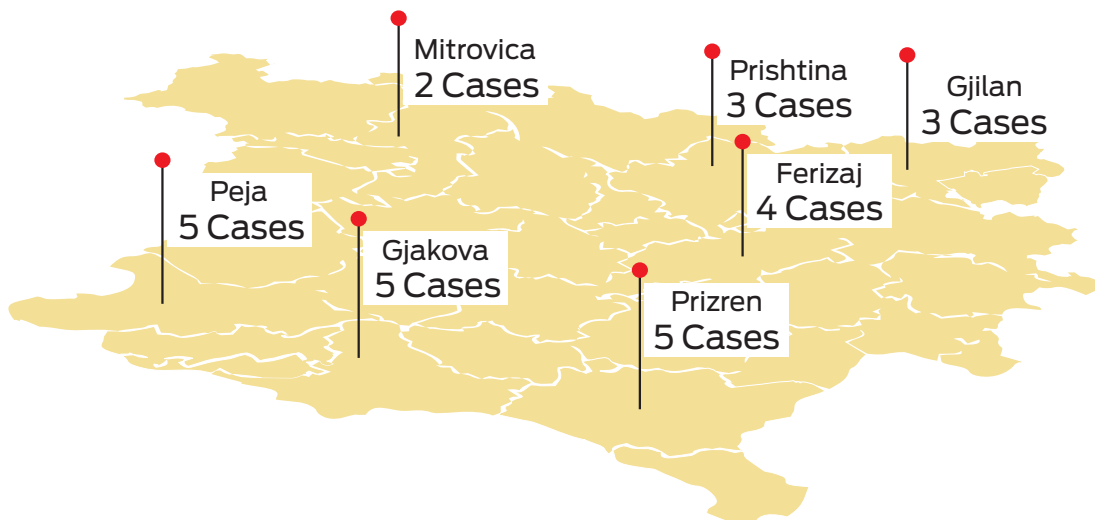 Mitrovica
2 Cases
Prishtina
3 Cases
Gjilan
3 Cases
Peja
5 Cases
Ferizaj
4 Cases
Gjakova
5 Cases
Prizren
5 Cases